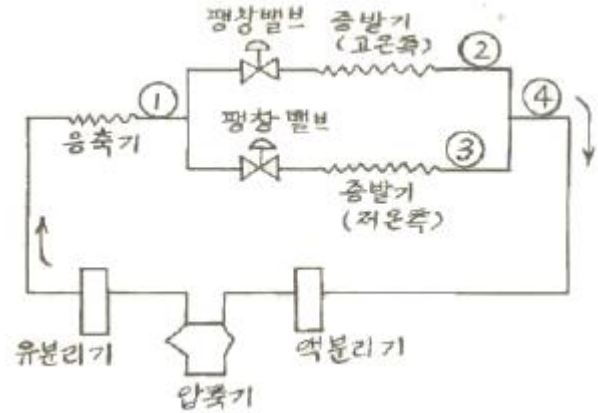 팽창밸브
증발기
(고온측)
②
①
④
응축기
팽창 밸브
③
증발기
(저온측)
유분리기
액분리기
압축기